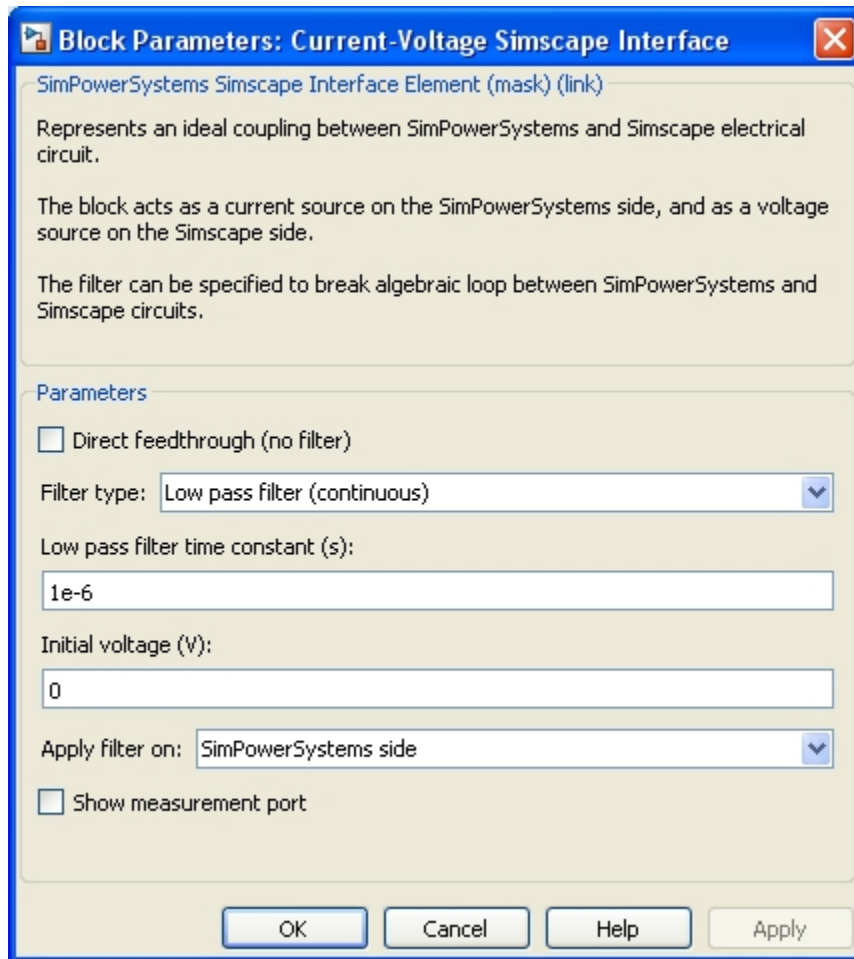 Block Parameters: Current-Voltage Simscape Interface
SimPowerSystems Simscape Interface Element (mask) (link)
Represents an ideal coupling between SimPowerSystems and Simscape electrical
circuit.
The block acts as a current source on the SimPowerSystems side, and as a voltage
source on the Simscape side.
The filter can be specified to break algebraic loop between SimPowerSystems and
Simscape circuits.
Parameters
Direct feedthrough (no filter)
Filter type: Low pass filter (continuous)
Low pass filter time constant (s):
1e-6
Initial voltage (V):
0
Apply filter on: SimPowerSystems side
Show measurement port
OK Cancel Help Apply